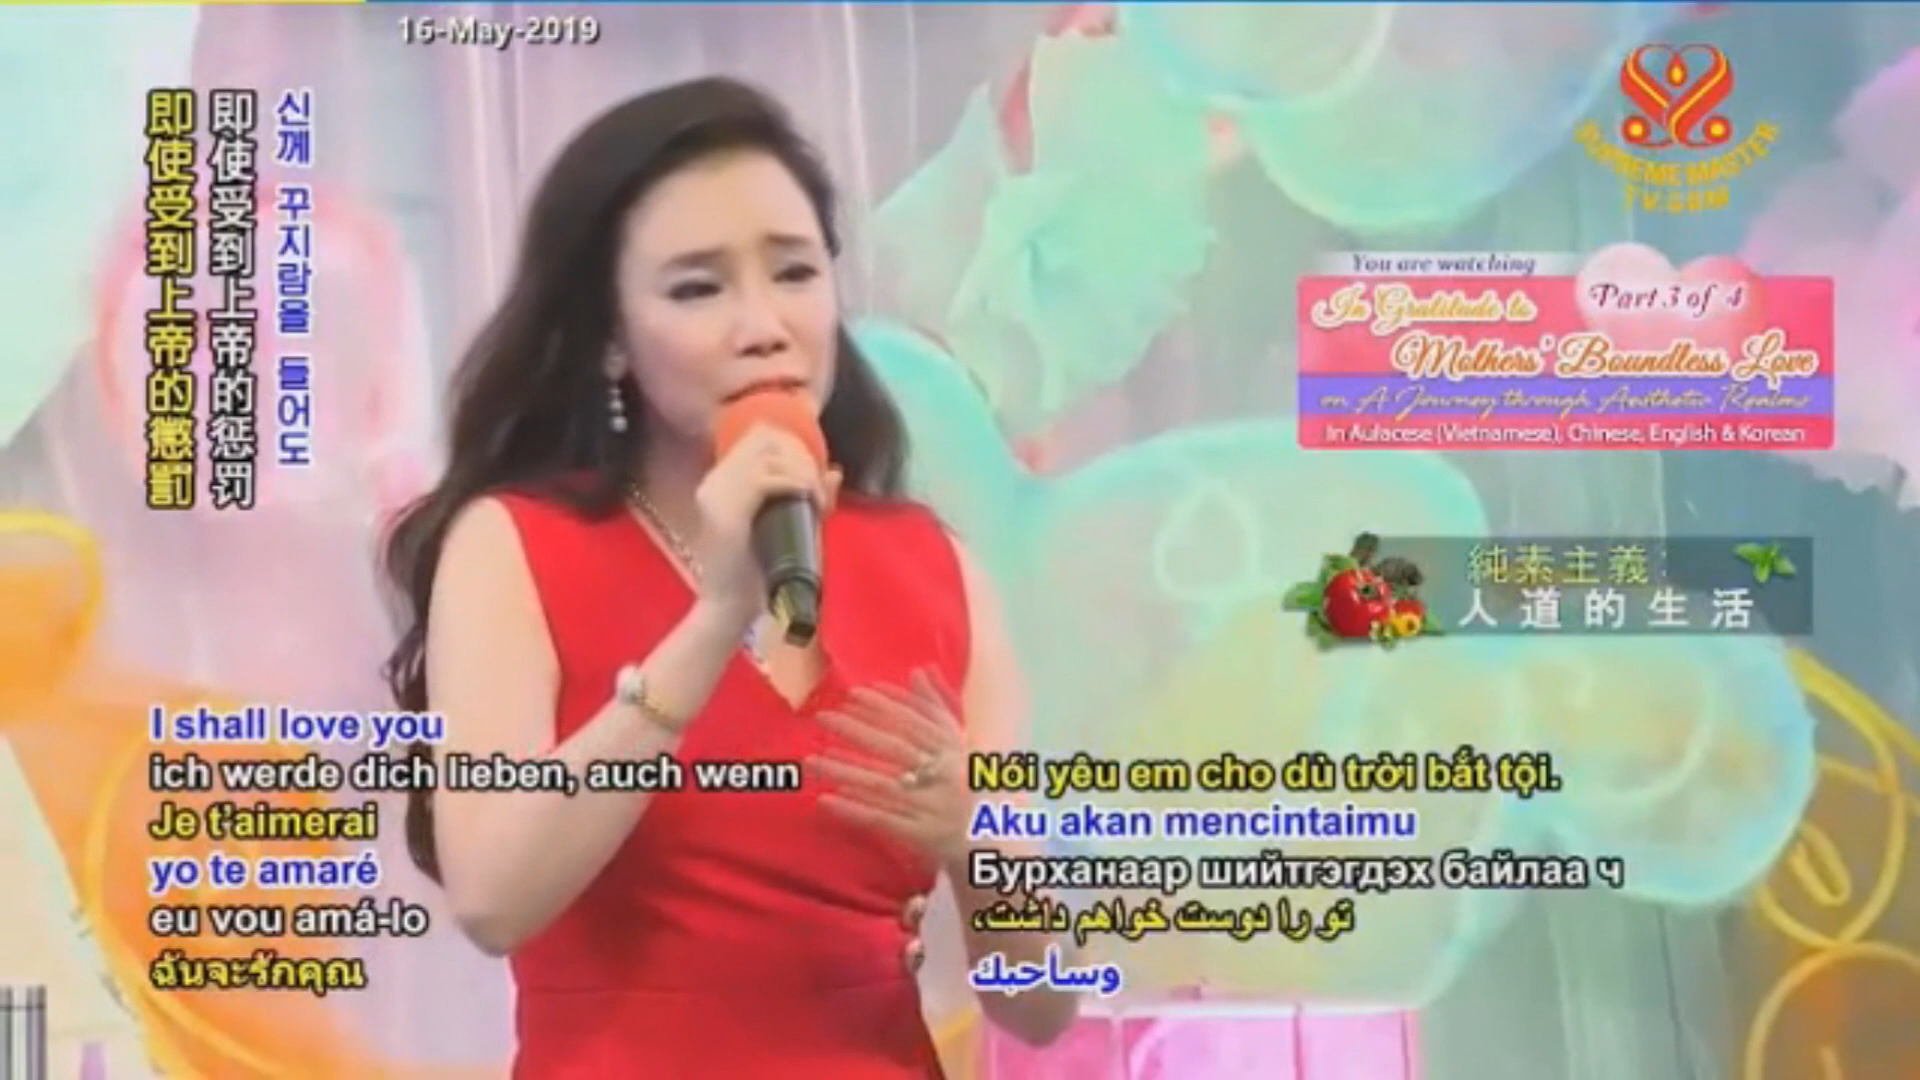 16-May-2019
신께 꾸지람을 들어도
即使受到上帝的惩罚
即使受到上帝的懲罰
SUPREME MASTER
TV.COM
You are watching
Part 3 of 4
In Gratitude to
Mothers' Boundless Love
on A Journey through Aesthetic Realms
In Aulacese (Vietnamese), Chinese, English & Korean
純素主義:
人道的生活
I shall love you
ich werde dich lieben, auch wenn
Je t'aimerai
yo te amaré
eu vou amá-lo
ฉันจะรักคุณ
Nói yêu em cho dù trời bắt tội.
Aku akan mencintaimu
Бурханаар шийтгэгдэх байлаа ч
تو را دوست خواهم داشت،
وسأحبك